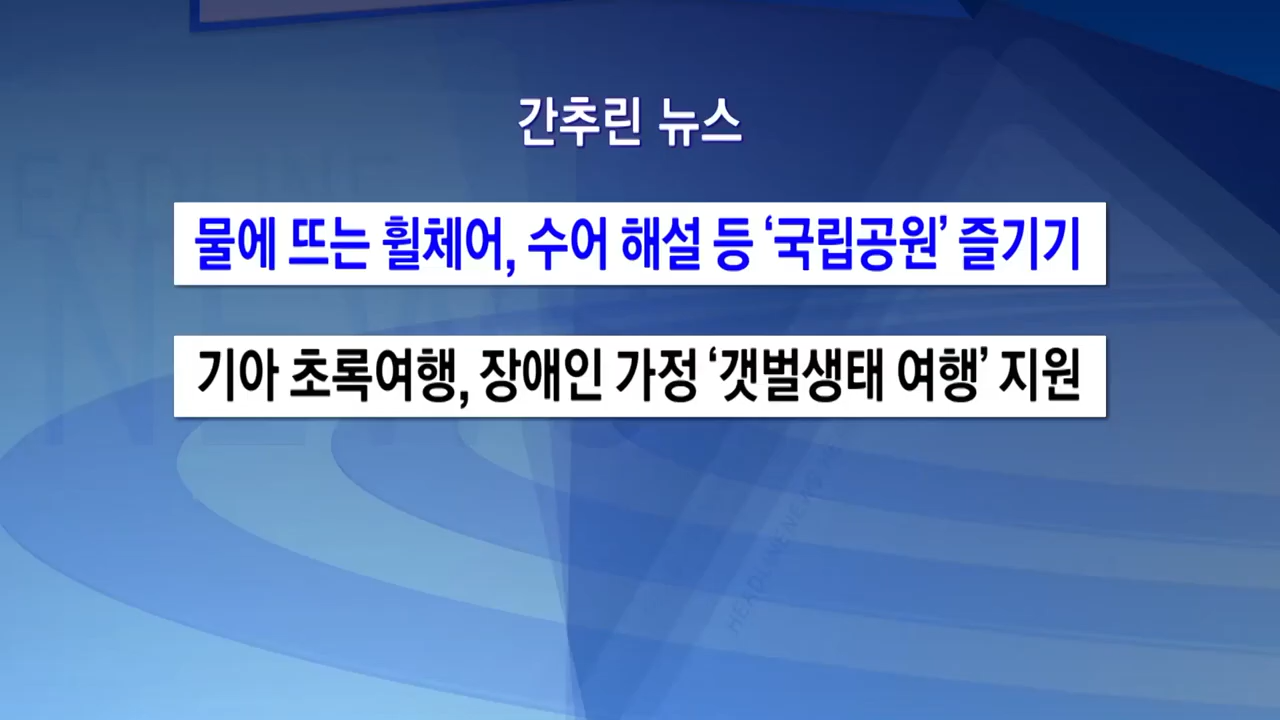 간추린 뉴스
물에 뜨는 휠체어, 수어 해설 등 ‘국립공원’ 즐기기
기아 초록여행, 장애인 가정 ‘갯벌생태 여행’ 지원